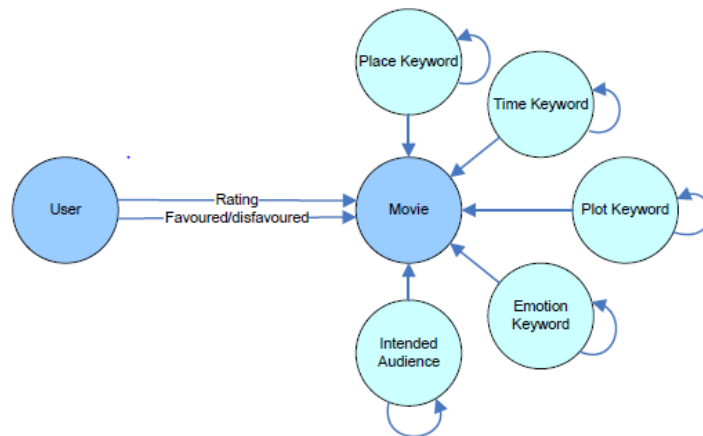 Place Keyword
Time Keyword
User
Rating
Favoured/disfavoured
Movie
Plot Keyword
Emotion
Keyword
Intended
Audience